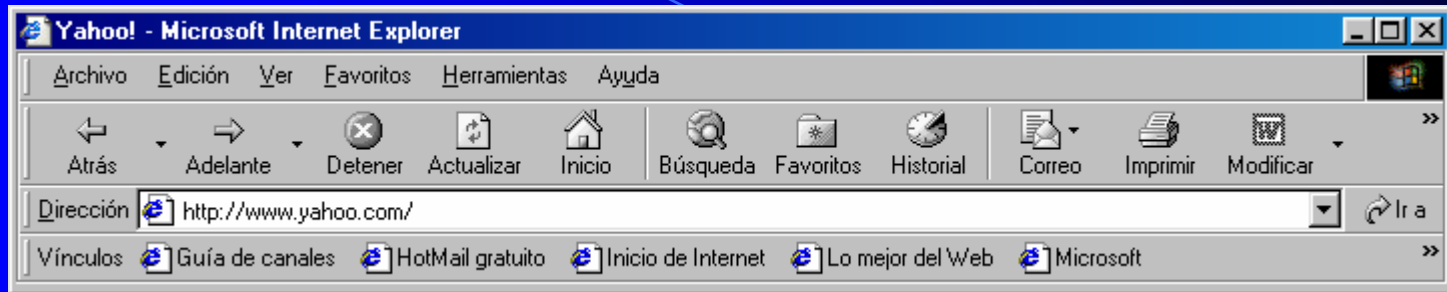 Yahoo! - Microsoft Internet Explorer
Archivo Edición Ver Favoritos Herramientas Ayuda
Atrás Adelante Detener Actualizar Inicio Búsqueda Favoritos Historial Correo Imprimir Modificar
Dirección http://www.yahoo.com/ Ir a
Vínculos Guía de canales HotMail gratuito Inicio de Internet Lo mejor del Web Microsoft